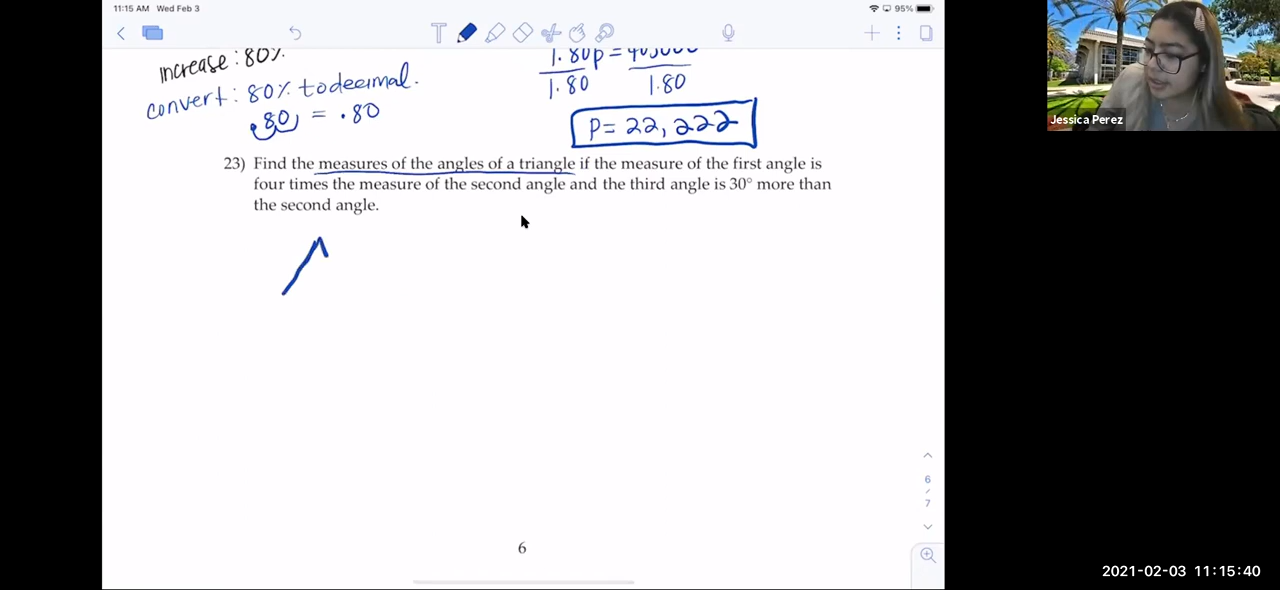 11:15 AM Wed Feb 3
95%
T
increase : 80%.
convert : 80% to decimal.
80 = .80
1.80p =
1.80 1.80
P = 22,222
23) Find the measures of the angles of a triangle if the measure of the first angle is
four times the measure of the second angle and the third angle is 30° more than
the second angle.
6
7
6
Jessica Perez
2021-02-03 11:15:40